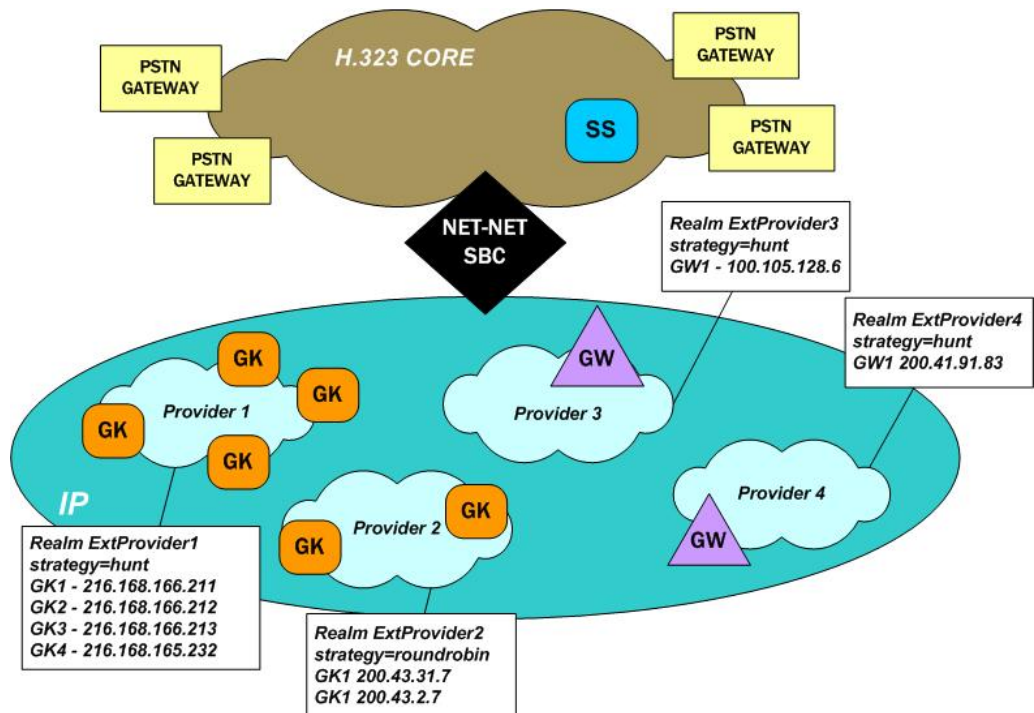 PSTN
GATEWAY
H.323 CORE
PSTN
GATEWAY
SS
PSTN
GATEWAY
PSTN
GATEWAY
NET-NET
SBC
Realm ExtProvider3
strategy=hunt
GW1 - 100.105.128.6
Realm ExtProvider4
strategy=hunt
GW1 200.41.91.83
GK
GK
GK
GK
Provider 1
GW
Provider 3
IP
GK
GK
Provider 2
Provider 4
GW
Realm ExtProvider1
strategy=hunt
GK1 - 216.168.166.211
GK2 - 216.168.166.212
GK3 - 216.168.166.213
GK4 - 216.168.165.232
Realm ExtProvider2
strategy=roundrobin
GK1 200.43.31.7
GK1 200.43.2.7